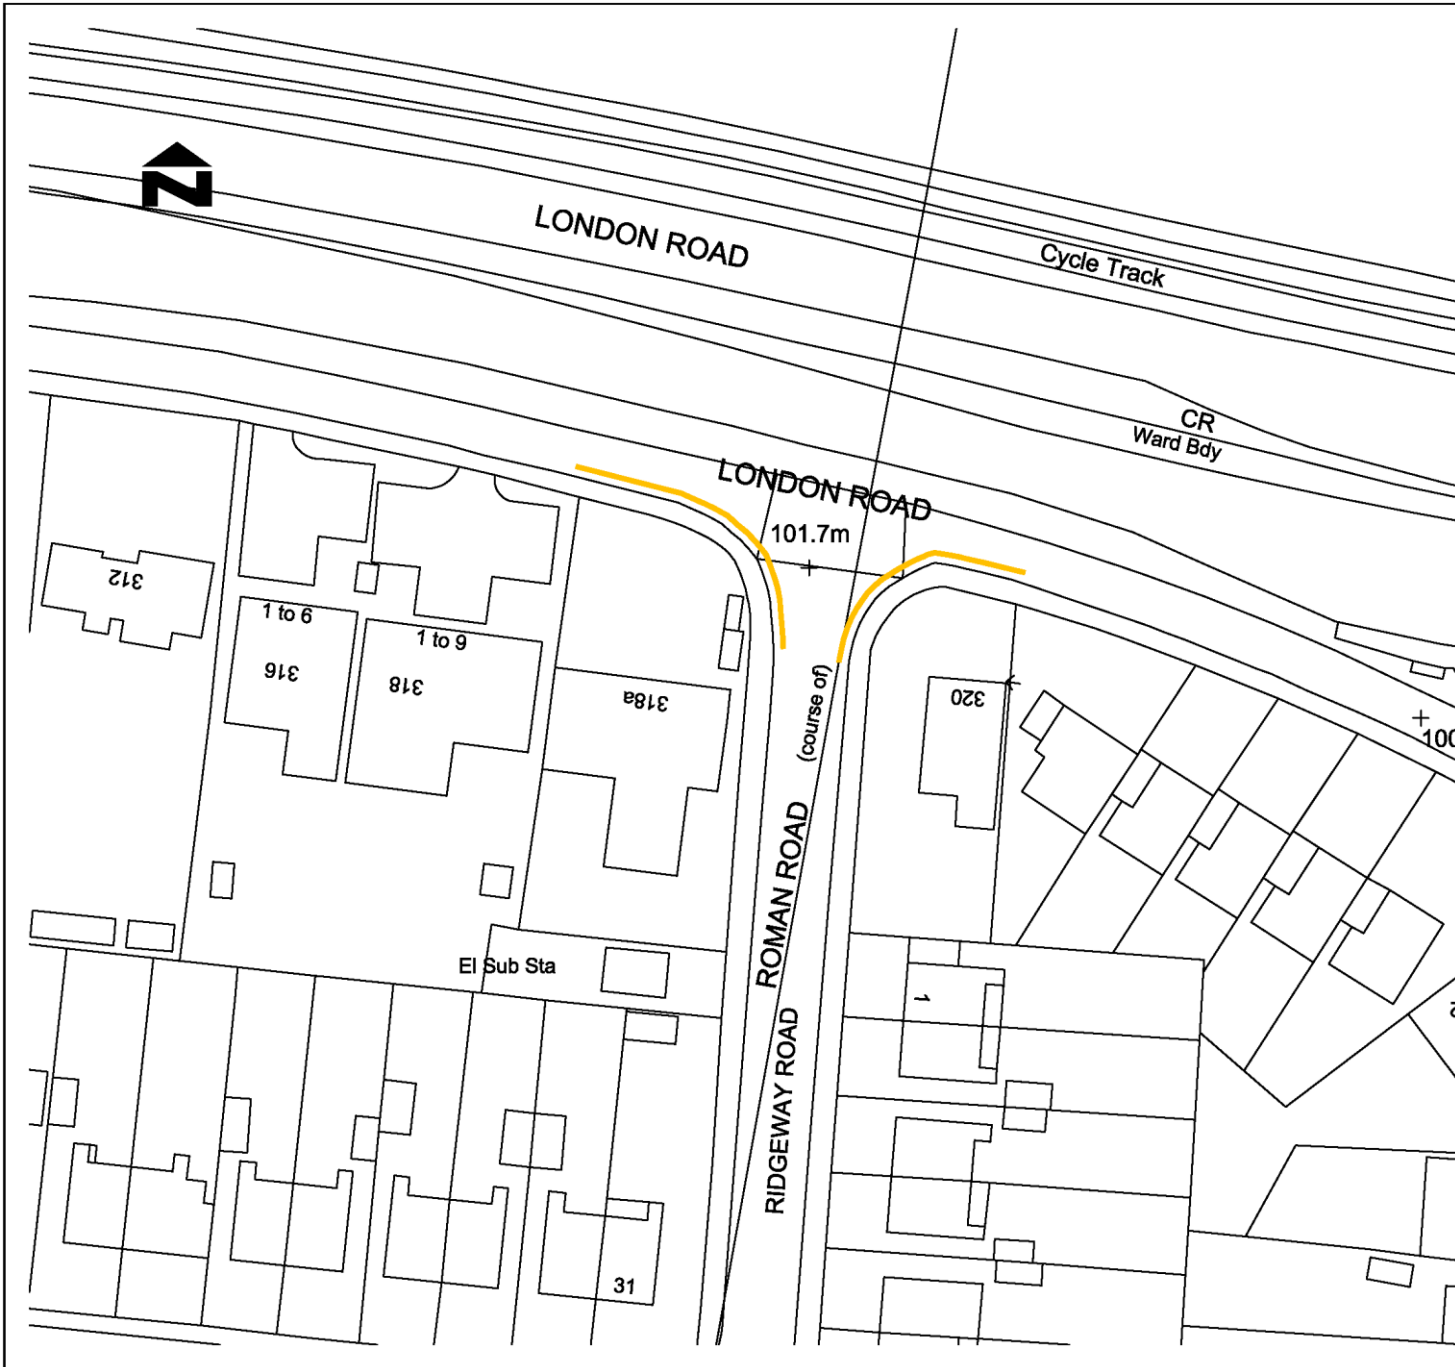 N
LONDON ROAD
Cycle Track
CR
Ward Bdy
LONDON ROAD
101.7m
312
1 to 6
316
1 to 9
318
318a
320
(course of)
100
ROMAN ROAD
El Sub Sta
1
RIDGEWAY ROAD
31